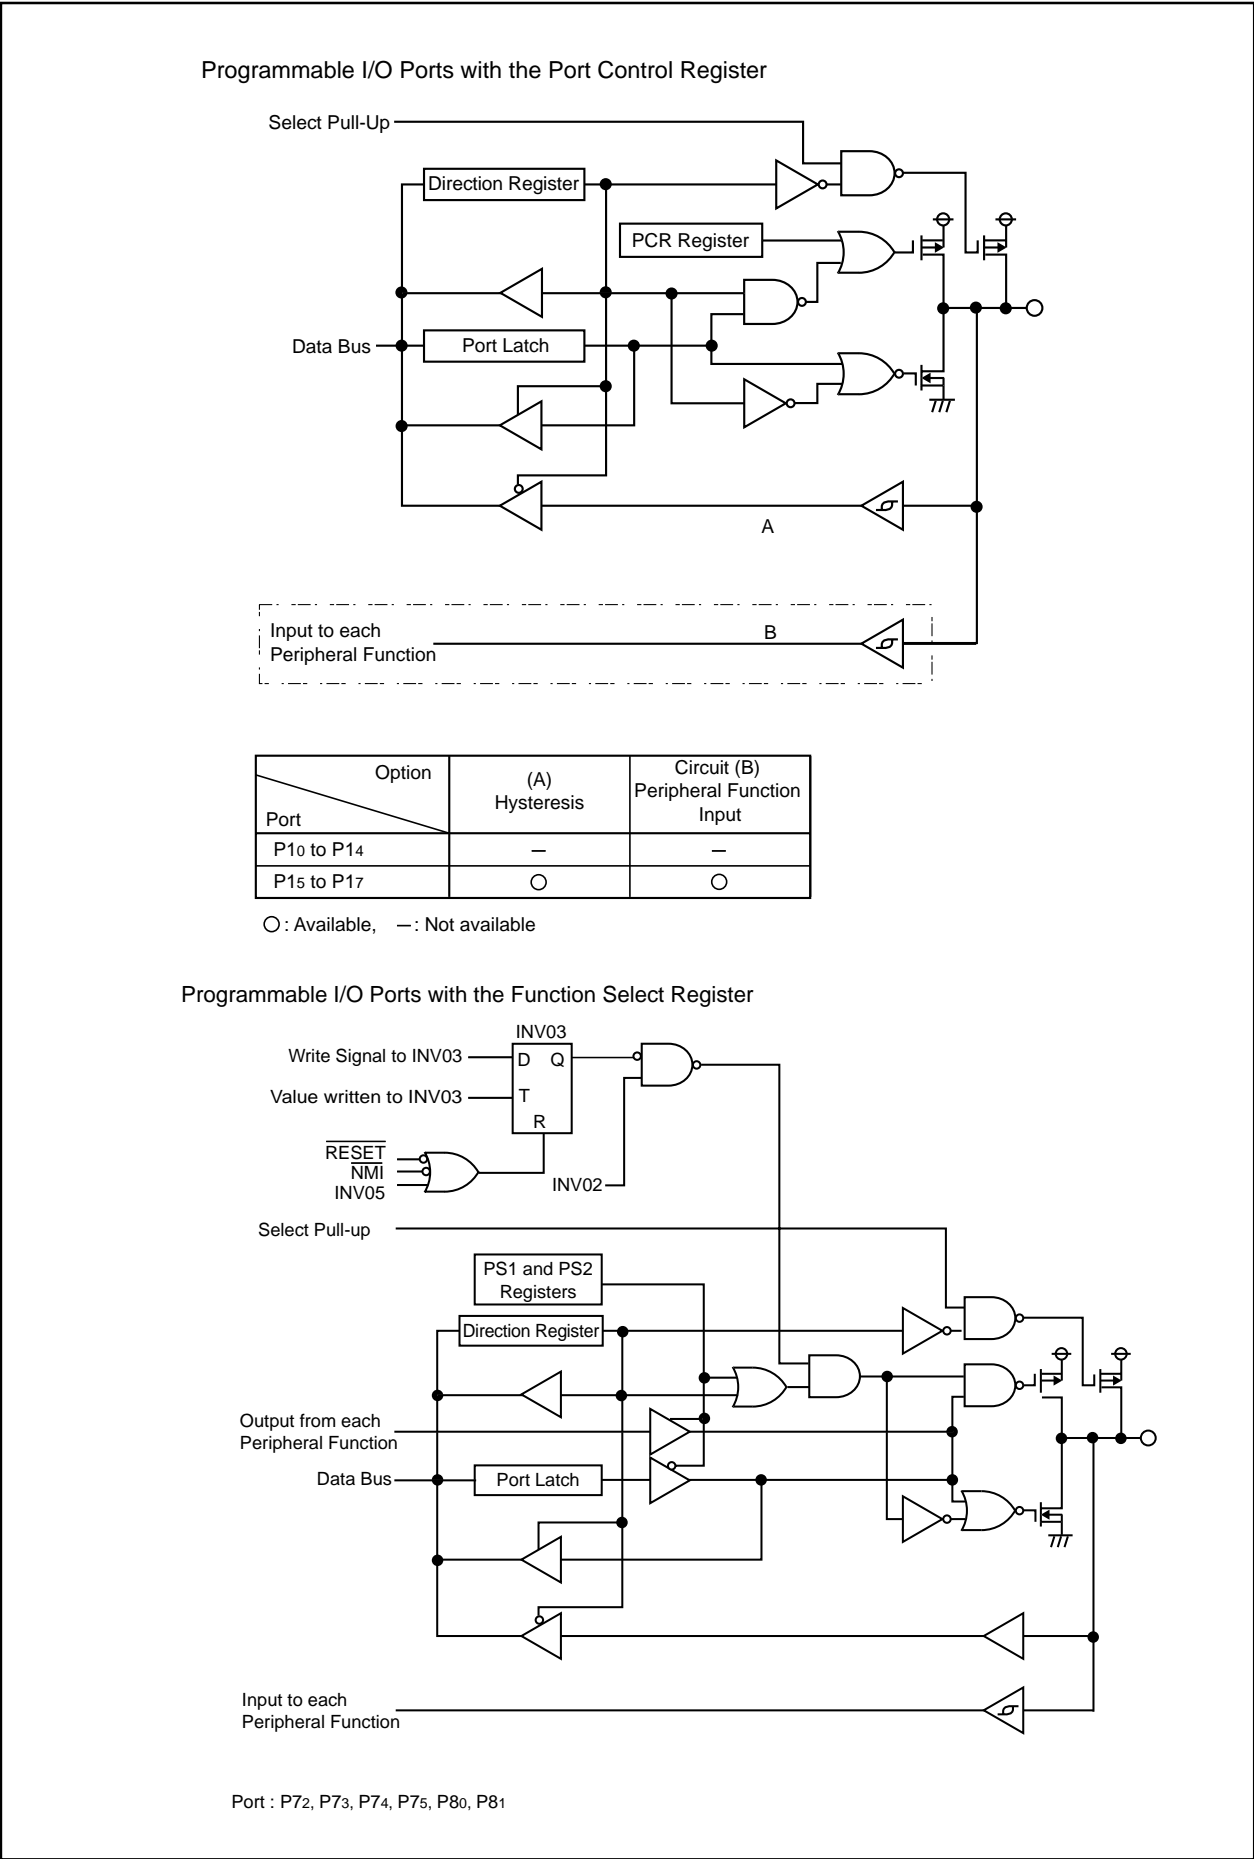 Programmable I/O Ports with the Port Control Register
Select Pull-Up
Direction Register
PCR Register
Data Bus
Port Latch
A
Input to each
Peripheral Function
B
Option
Port
(A)
Hysteresis
Circuit (B)
Peripheral Function
Input
P10 to P14
–
–
P15 to P17
○
○
○ : Available, – : Not available
Programmable I/O Ports with the Function Select Register
INV03
Write Signal to INV03
D Q
Value written to INV03
T
R
RESET
NMI
INV05
INV02
Select Pull-up
PS1 and PS2
Registers
Direction Register
Output from each
Peripheral Function
Data Bus
Port Latch
Input to each
Peripheral Function
Port : P72, P73, P74, P75, P80, P81